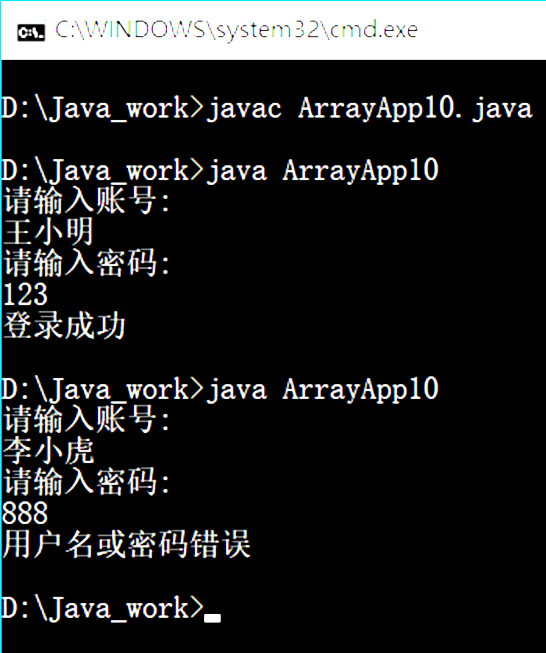 C:\WINDOWS\system32\cmd.exe
D:\Java_work>javac ArrayApp10.java
D:\Java_work>java ArrayApp10
请输入账号:
王小明
请输入密码:
123
登录成功
D:\Java_work>java ArrayApp10
请输入账号:
李小虎
请输入密码:
888
用户名或密码错误
D:\Java_work>